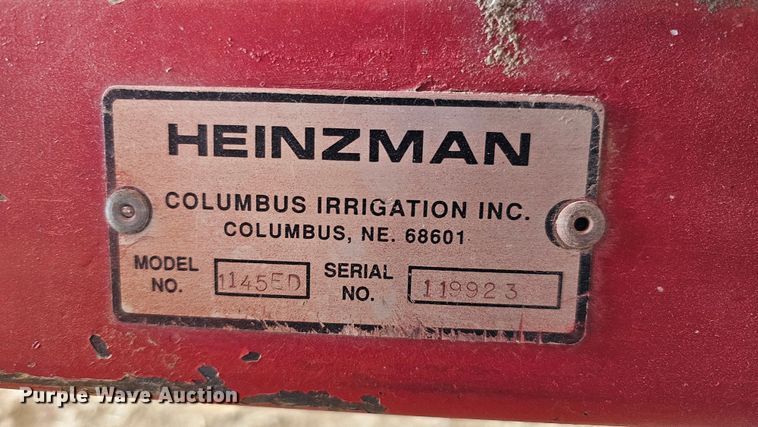 HEINZMAN
COLUMBUS IRRIGATION INC.
COLUMBUS, NE. 68601
MODEL NO. 1145ED SERIAL NO. 119923
Purple Wave Auction